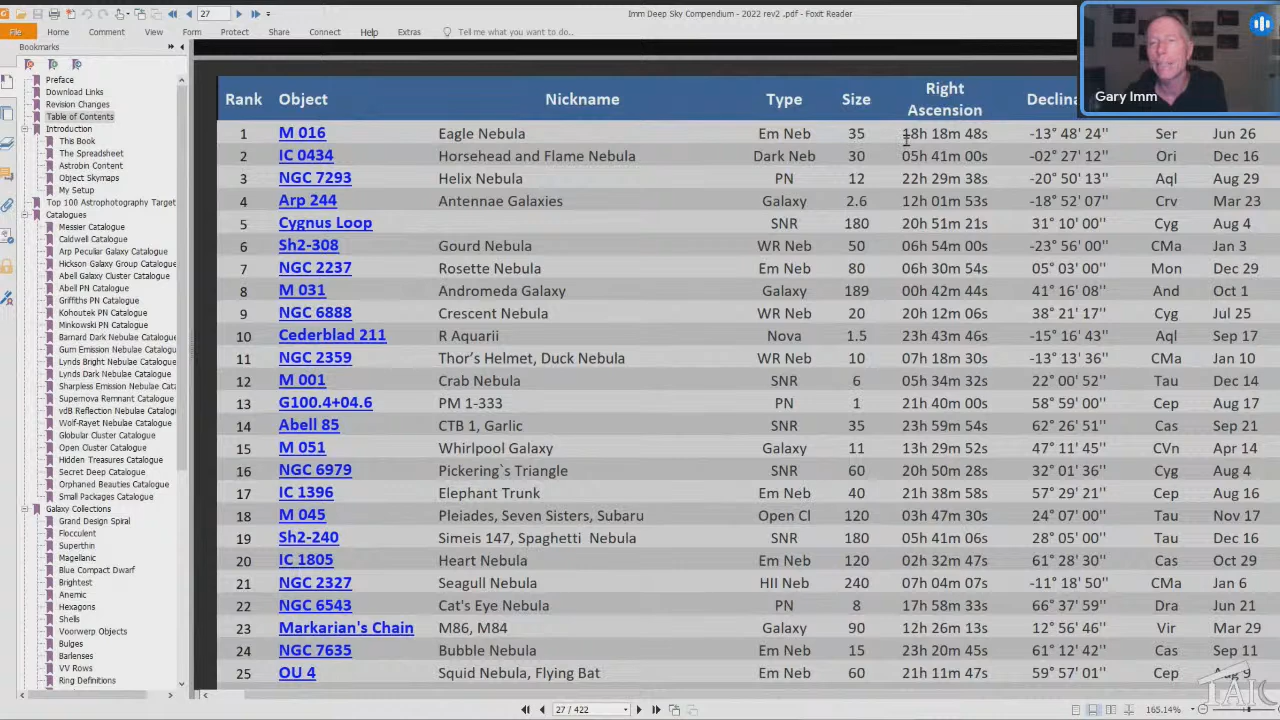 27
Imm Deep Sky Compendium - 2022 rev2 .pdf - Foxit Reader
File Home Comment View Form Protect Share Connect Help Extras Tell me what you want to do...
Bookmarks
Preface
Download Links
Revision Changes
Table of Contents
Introduction
This Book
The Spreadsheet
Astrobin Content
Object Skymaps
My Setup
Top 100 Astrophotography Target
Catalogues
Messier Catalogue
Caldwell Catalogue
Arp Peculiar Galaxy Catalogue
Hickson Galaxy Group Catalogue
Abell Galaxy Cluster Catalogue
Abell PN Catalogue
Griffiths PN Catalogue
Kohoutek PN Catalogue
Minkowski PN Catalogue
Barnard Dark Nebulae Catalogue
Gum Emission Nebulae Catalogu
Lynds Bright Nebulae Catalogue
Lynds Dark Nebulae Catalogue
Sharpless Emission Nebulae Cata
Supernova Remnant Catalogue
vdB Reflection Nebulae Catalog
Wolf-Rayet Nebulae Catalogue
Globular Cluster Catalogue
Open Cluster Catalogue
Hidden Treasures Catalogue
Secret Deep Catalogue
Orphaned Beauties Catalogue
Small Packages Catalogue
Galaxy Collections
Grand Design Spiral
Flocculent
Superthin
Magellanic
Blue Compact Dwarf
Brightest
Anemic
Hexagons
Shells
Voorwerp Objects
Bulges
Barlenses
VV Rows
Ring Definitions
Gary Imm
Rank Object Nickname Type Size Right Ascension Declina
1 M 016 Eagle Nebula Em Neb 35 18h 18m 48s -13° 48' 24'' Ser Jun 26
2 IC 0434 Horsehead and Flame Nebula Dark Neb 30 05h 41m 00s -02° 27' 12'' Ori Dec 16
3 NGC 7293 Helix Nebula PN 12 22h 29m 38s -20° 50' 13'' Aql Aug 29
4 Arp 244 Antennae Galaxies Galaxy 2.6 12h 01m 53s -18° 52' 07'' Crv Mar 23
5 Cygnus Loop SNR 180 20h 51m 21s 31° 10' 00'' Cyg Aug 4
6 Sh2-308 Gourd Nebula WR Neb 50 06h 54m 00s -23° 56' 00'' CMa Jan 3
7 NGC 2237 Rosette Nebula Em Neb 80 06h 30m 54s 05° 03' 00'' Mon Dec 29
8 M 031 Andromeda Galaxy Galaxy 189 00h 42m 44s 41° 16' 08'' And Oct 1
9 NGC 6888 Crescent Nebula WR Neb 20 20h 12m 06s 38° 21' 17'' Cyg Jul 25
10 Cederblad 211 R Aquarii Nova 1.5 23h 43m 46s -15° 16' 43'' Aql Sep 17
11 NGC 2359 Thor’s Helmet, Duck Nebula WR Neb 10 07h 18m 30s -13° 13' 36'' CMa Jan 10
12 M 001 Crab Nebula SNR 6 05h 34m 32s 22° 00' 52'' Tau Dec 14
13 G100.4+04.6 PM 1-333 PN 1 21h 40m 00s 58° 59' 00'' Cep Aug 17
14 Abell 85 CTB 1, Garlic SNR 35 23h 59m 54s 62° 26' 51'' Cas Sep 21
15 M 051 Whirlpool Galaxy Galaxy 11 13h 29m 52s 47° 11' 45'' CVn Apr 14
16 NGC 6979 Pickering`s Triangle SNR 60 20h 50m 28s 32° 01' 36'' Cyg Aug 4
17 IC 1396 Elephant Trunk Em Neb 40 21h 38m 58s 57° 29' 21'' Cep Aug 16
18 M 045 Pleiades, Seven Sisters, Subaru Open Cl 120 03h 47m 30s 24° 07' 00'' Tau Nov 17
19 Sh2-240 Simeis 147, Spaghetti Nebula SNR 180 05h 41m 06s 28° 05' 00'' Tau Dec 16
20 IC 1805 Heart Nebula Em Neb 60 02h 32m 47s 61° 28' 30'' Cas Oct 29
21 NGC 2327 Seagull Nebula HII Neb 240 07h 04m 07s -11° 18' 50'' CMa Jan 6
22 NGC 6543 Cat's Eye Nebula PN 8 17h 58m 33s 66° 37' 59'' Dra Jun 21
23 Markarian's Chain M86, M84 Galaxy 90 12h 26m 13s 12° 56' 46'' Vir Mar 29
24 NGC 7635 Bubble Nebula Em Neb 15 23h 20m 45s 61° 12' 42'' Cas Sep 11
25 OU 4 Squid Nebula, Flying Bat Em Neb 60 21h 11m 47s 59° 57' 01'' Cep Aug 9
TAIC
27 / 422
165.14%